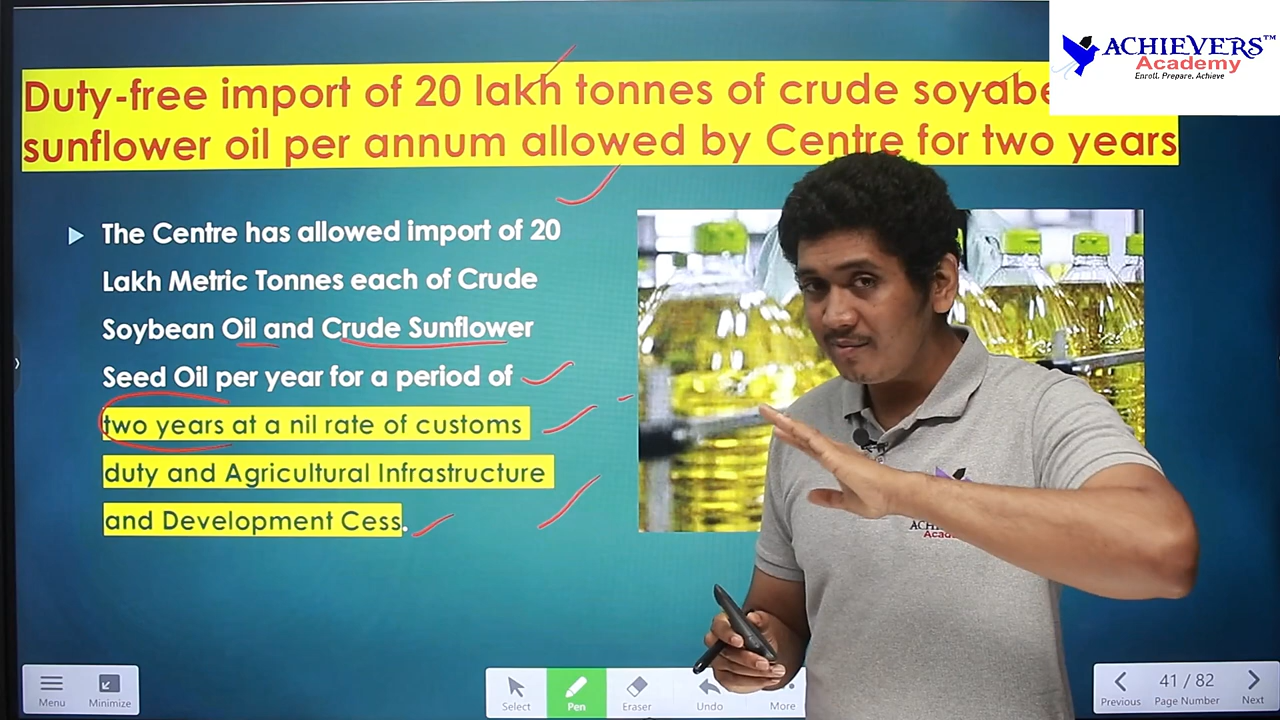 ACHIEVERS™
Academy
Enroll. Prepare. Achieve
Duty-free import of 20 lakh tonnes of crude
sunflower oil per annum allowed by Centre for two years
The Centre has allowed import of 20
Lakh Metric Tonnes each of Crude
Soybean Oil and Crude Sunflower
Seed Oil per year for a period of
two years at a nil rate of customs
duty and Agricultural Infrastructure
and Development Cess.
Menu
Minimize
Select
Pen
Eraser
Undo
More
Previous
41 / 82
Page Number
Next